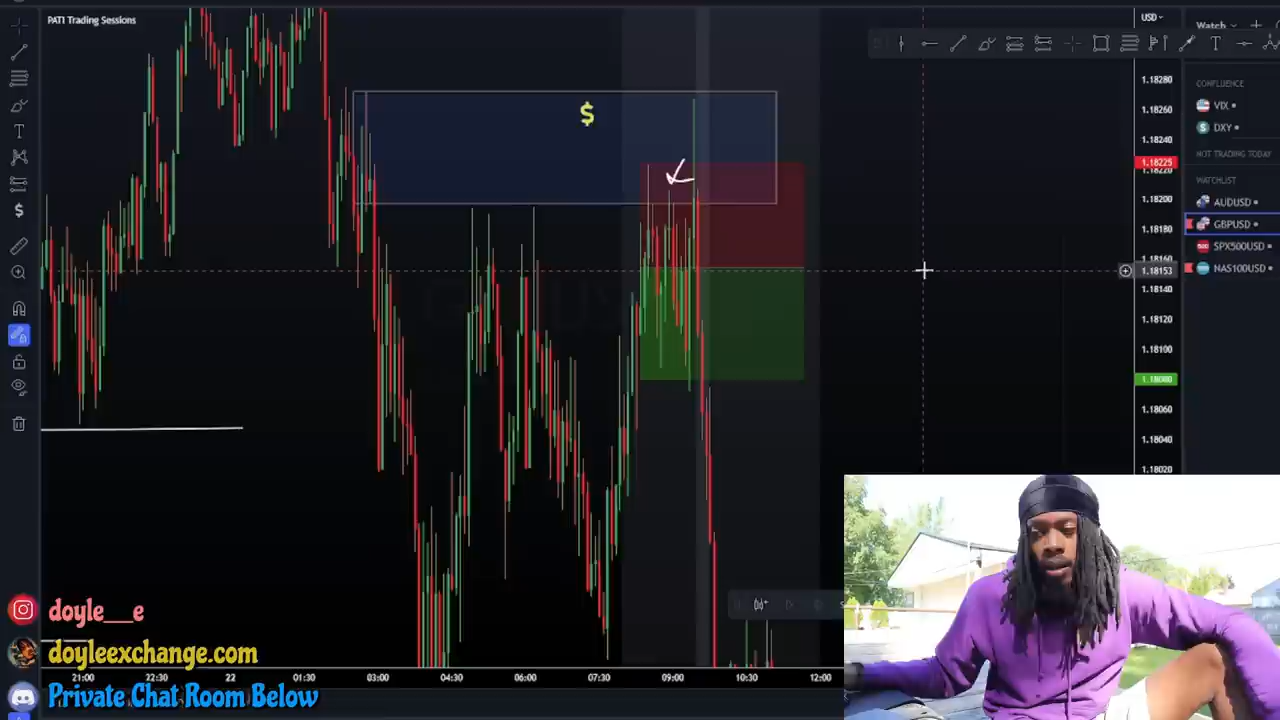 PATI Trading Sessions
USD
Watch
1.18280
1.18260
1.18240
1.18225
1.18220
1.18200
1.18180
1.18160
1.18153
1.18140
1.18120
1.18100
1.18080
1.18060
1.18040
1.18020
CONFLUENCE
VIX
DXY
NOT TRADING TODAY
WATCHLIST
AUDUSD
GBPUSD
SPX500USD
NAS100USD
$
$
21:00
22:30
22
01:30
03:00
04:30
06:00
07:30
09:00
10:30
12:00
doyle__e
doyleexchange.com
Private Chat Room Below